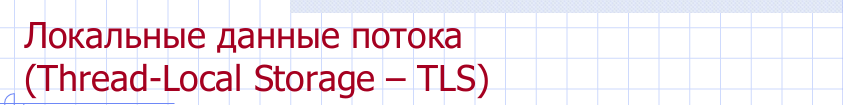 Локальные данные потока
(Thread-Local Storage – TLS)